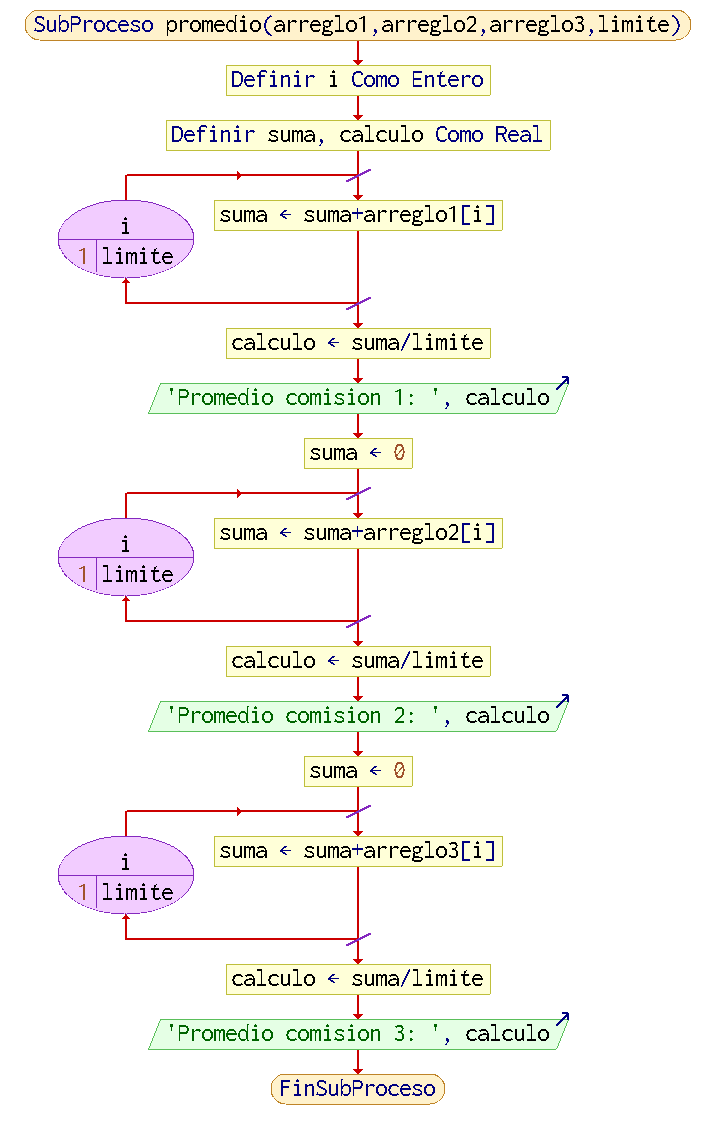 SubProceso promedio(arreglo1,arreglo2,arreglo3,limite)
Definir i Como Entero
Definir suma, calculo Como Real
i
1 limite
suma ← suma+arreglo1[i]
calculo ← suma/limite
'Promedio comision 1: ', calculo
suma ← 0
i
1 limite
suma ← suma+arreglo2[i]
calculo ← suma/limite
'Promedio comision 2: ', calculo
suma ← 0
i
1 limite
suma ← suma+arreglo3[i]
calculo ← suma/limite
'Promedio comision 3: ', calculo
FinSubProceso